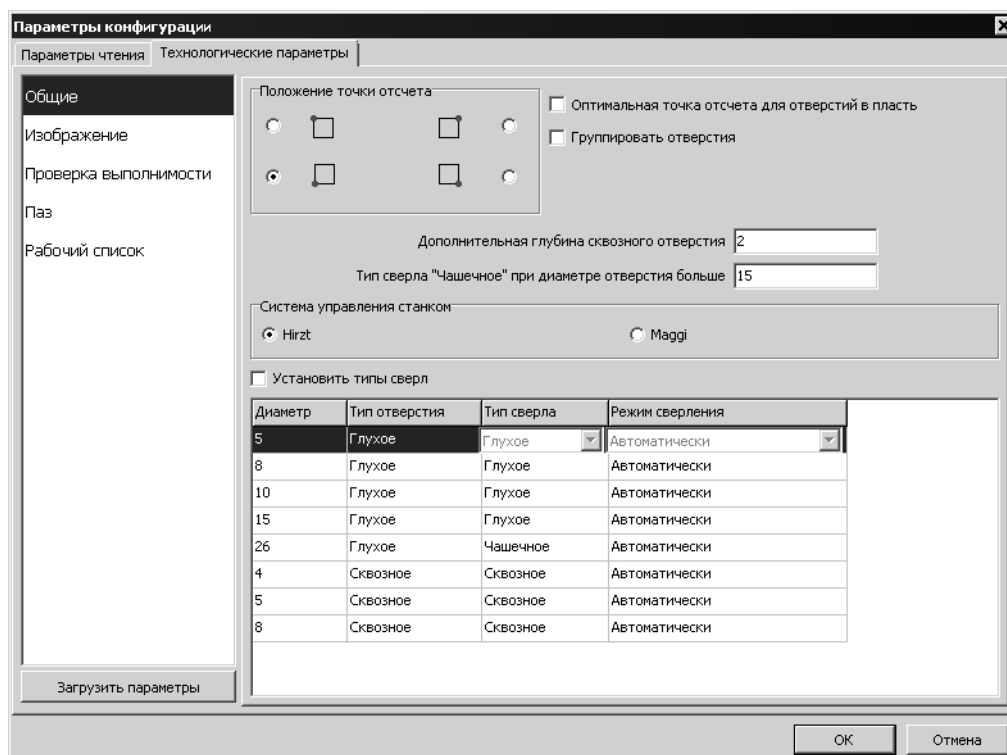 Параметры конфигурации
Параметры чтения Технологические параметры
Общие
Изображение
Проверка выполнимости
Паз
Рабочий список
Загрузить параметры
Положение точки отсчета
Оптимальная точка отсчета для отверстий в пласть
Группировать отверстия
Дополнительная глубина сквозного отверстия 2
Тип сверла "Чашечное" при диаметре отверстия больше 15
Система управления станком
Hirzt Maggi
Установить типы сверл
Диаметр Тип отверстия Тип сверла Режим сверления
5 Глухое Глухое Автоматически
8 Глухое Глухое Автоматически
10 Глухое Глухое Автоматически
15 Глухое Глухое Автоматически
26 Глухое Чашечное Автоматически
4 Сквозное Сквозное Автоматически
5 Сквозное Сквозное Автоматически
8 Сквозное Сквозное Автоматически
OK Отмена